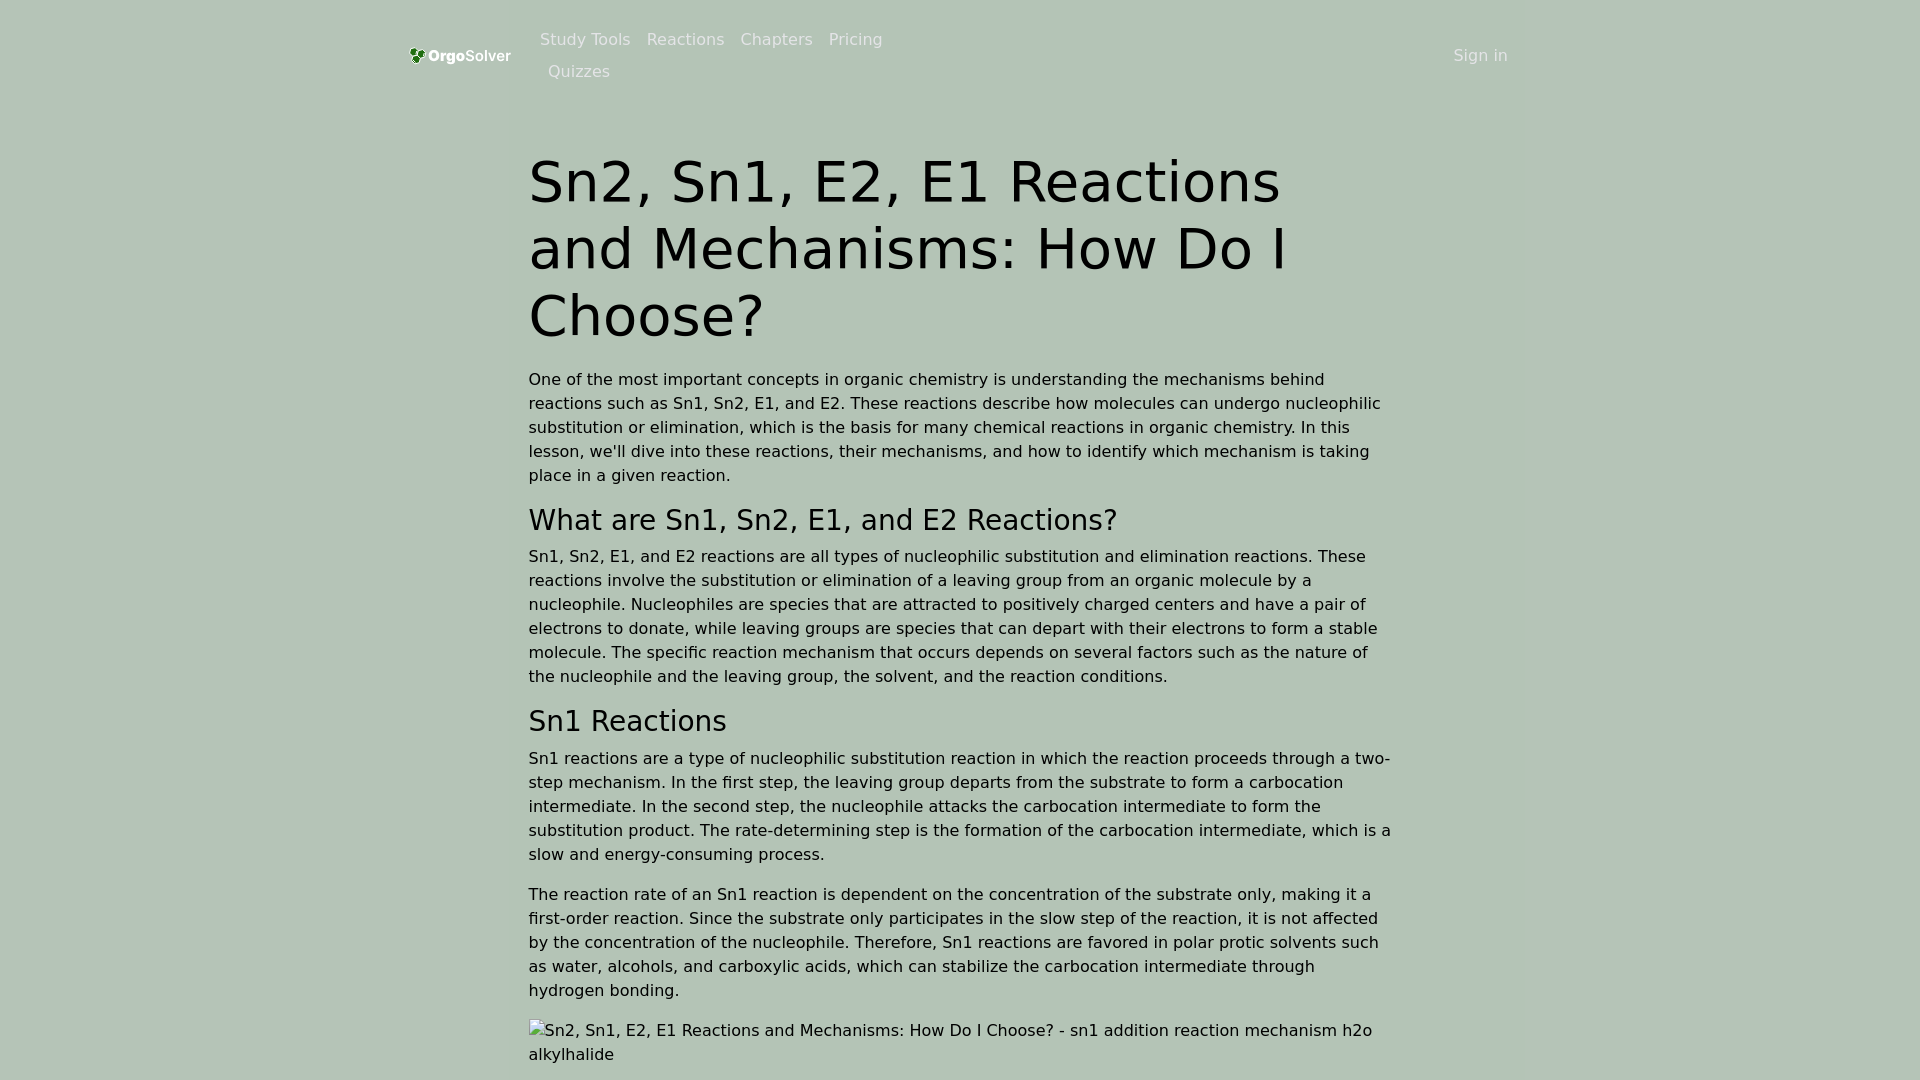 OrgoSolver
Study Tools Reactions Chapters Pricing
Quizzes
Sign in
Sn2, Sn1, E2, E1 Reactions
and Mechanisms: How Do I
Choose?
One of the most important concepts in organic chemistry is understanding the mechanisms behind
reactions such as Sn1, Sn2, E1, and E2. These reactions describe how molecules can undergo nucleophilic
substitution or elimination, which is the basis for many chemical reactions in organic chemistry. In this
lesson, we'll dive into these reactions, their mechanisms, and how to identify which mechanism is taking
place in a given reaction.
What are Sn1, Sn2, E1, and E2 Reactions?
Sn1, Sn2, E1, and E2 reactions are all types of nucleophilic substitution and elimination reactions. These
reactions involve the substitution or elimination of a leaving group from an organic molecule by a
nucleophile. Nucleophiles are species that are attracted to positively charged centers and have a pair of
electrons to donate, while leaving groups are species that can depart with their electrons to form a stable
molecule. The specific reaction mechanism that occurs depends on several factors such as the nature of
the nucleophile and the leaving group, the solvent, and the reaction conditions.
Sn1 Reactions
Sn1 reactions are a type of nucleophilic substitution reaction in which the reaction proceeds through a two-
step mechanism. In the first step, the leaving group departs from the substrate to form a carbocation
intermediate. In the second step, the nucleophile attacks the carbocation intermediate to form the
substitution product. The rate-determining step is the formation of the carbocation intermediate, which is a
slow and energy-consuming process.
The reaction rate of an Sn1 reaction is dependent on the concentration of the substrate only, making it a
first-order reaction. Since the substrate only participates in the slow step of the reaction, it is not affected
by the concentration of the nucleophile. Therefore, Sn1 reactions are favored in polar protic solvents such
as water, alcohols, and carboxylic acids, which can stabilize the carbocation intermediate through
hydrogen bonding.
Sn2, Sn1, E2, E1 Reactions and Mechanisms: How Do I Choose? - sn1 addition reaction mechanism h2o
alkylhalide